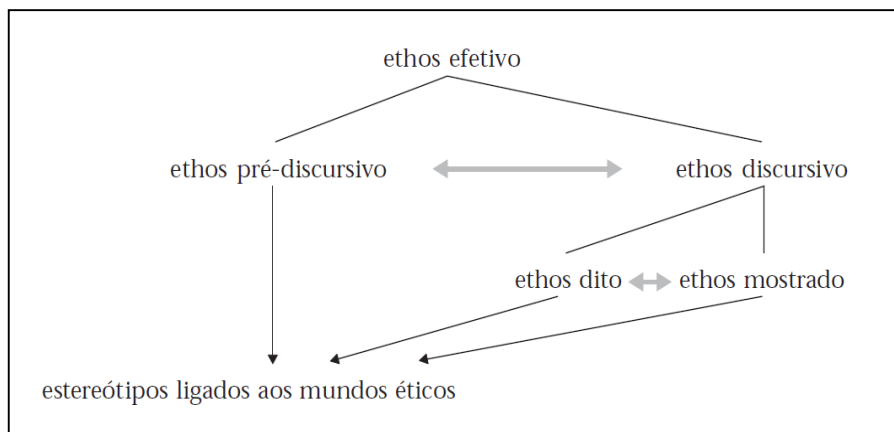 ethos efetivo
ethos pré-discursivo
ethos discursivo
ethos dito
ethos mostrado
estereótipos ligados aos mundos éticos